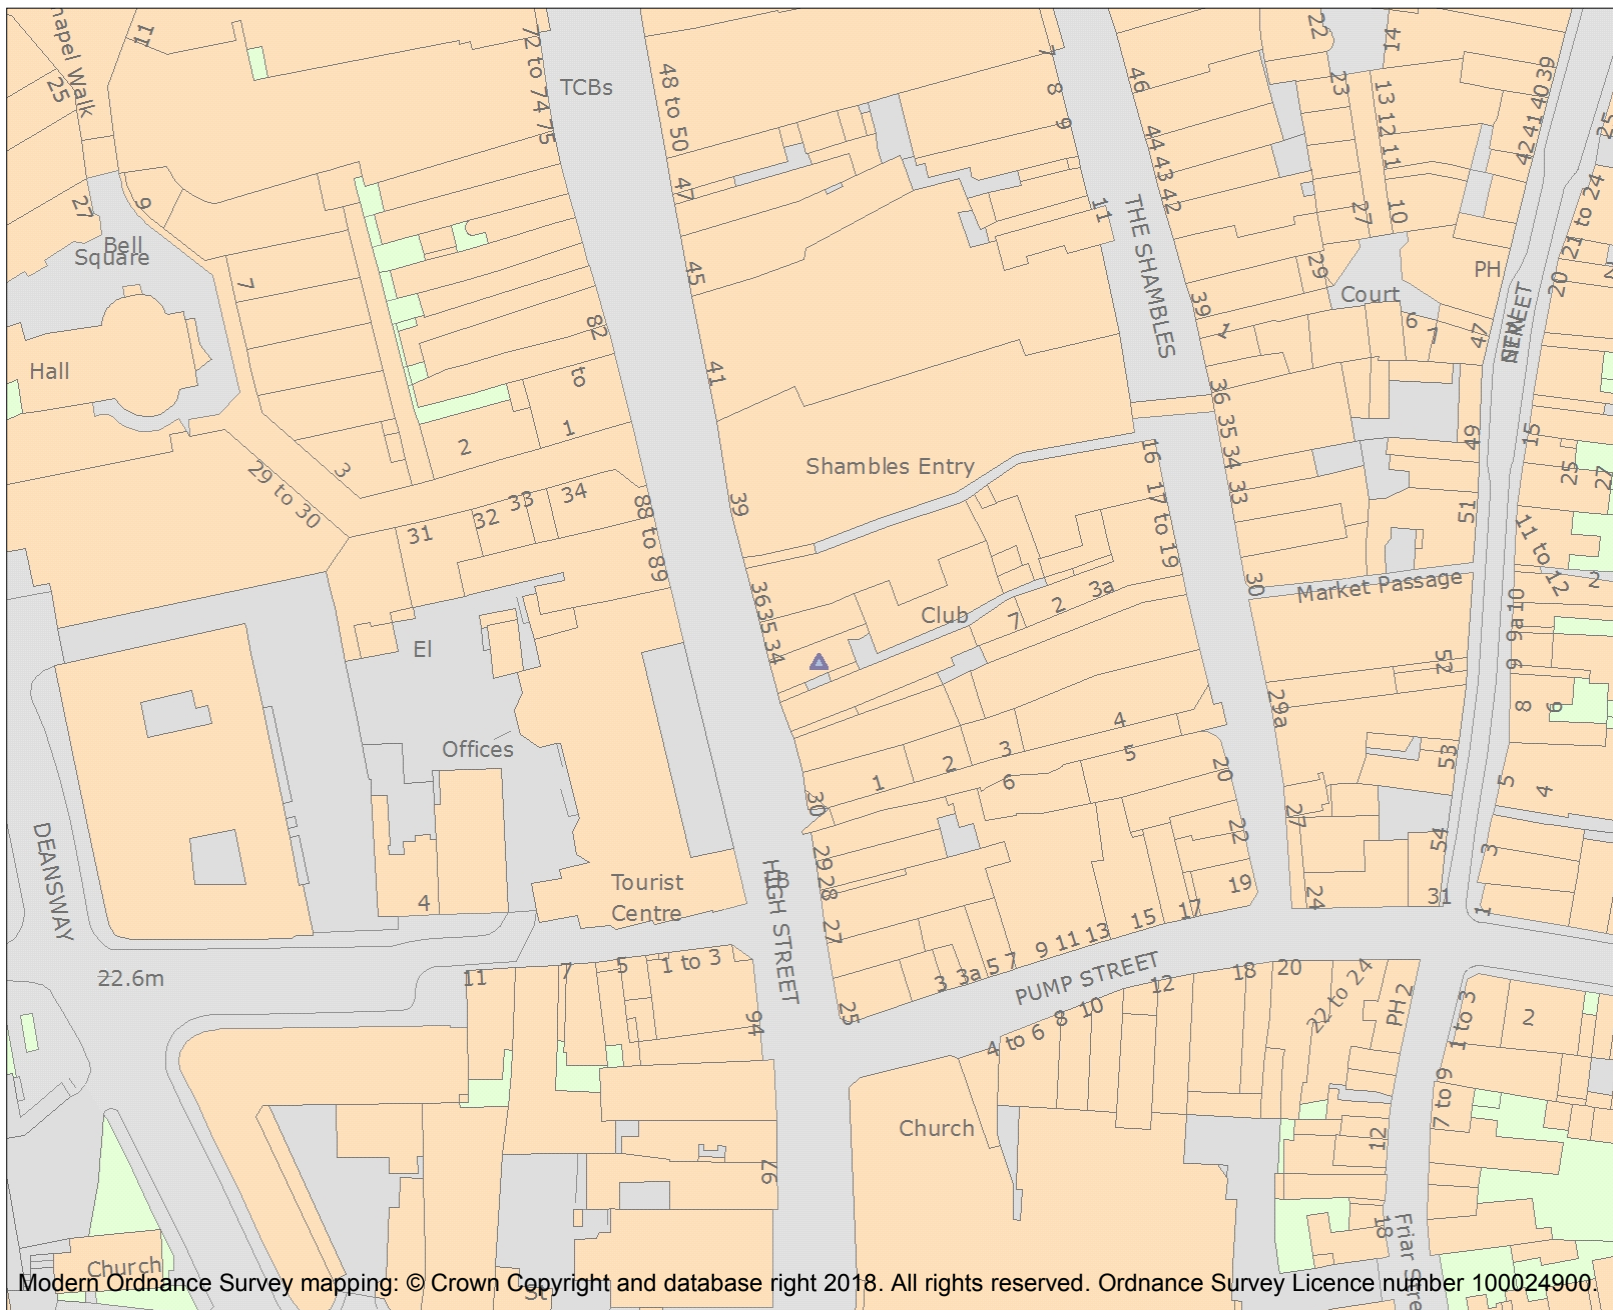 hapel Walk
11
25
27
9
Bell
Square
7
Hall
3
29 to 30
72 to 74
75
TCBs
48 to 50
47
45
82
to
41
1
2
34
33
32
31
88 to 89
39
Shambles Entry
36
35
34
Club
7
2
3a
El
Offices
DEANSWAY
4
Tourist
Centre
HIGH STREET
22.6m
11
7
5
1 to 3
94
76
7
8
9
11
THE SHAMBLES
46
44
43
42
39
1
36
35
34
33
30
16
17 to 19
Market Passage
22
23
14
13
12
11
10
27
29
Court
6
7
PH
47
39
40
41
42
STREET
25
21 to 24
20
49
51
15
25
27
11 to 12
2
10
9a
9
8
6
52
53
54
5
4
3
1
31
29a
27
24
1
2
3
4
5
6
30
29
28
27
25
20
22
19
17
15
13
11
9
7
5
3a
3
PUMP STREET
4 to 6
8
10
12
18
20
22 to 24
PH
2
1 to 3
2
7 to 9
12
18
Friar Stre
Church
Church
St
Modern Ordnance Survey mapping: © Crown Copyright and database right 2018. All rights reserved. Ordnance Survey Licence number 100024900.